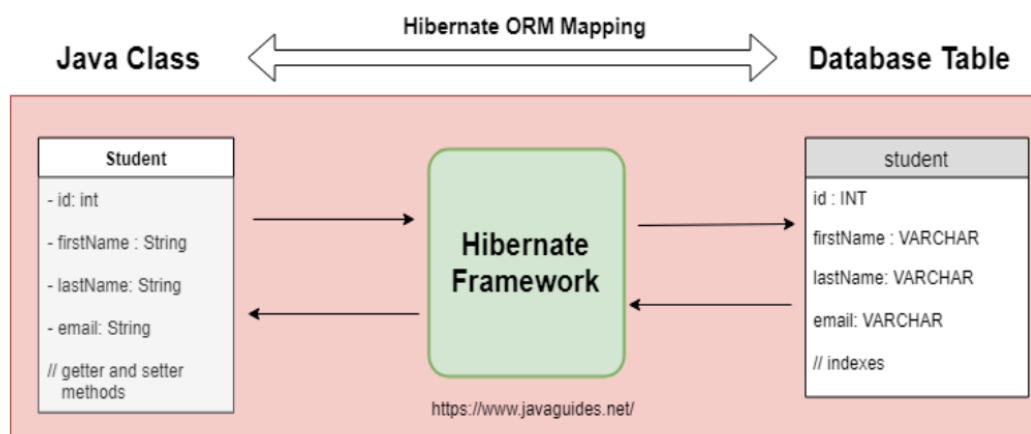 Hibernate ORM Mapping
Java Class
Database Table
Student
- id: int
- firstName : String
- lastName: String
- email: String
// getter and setter
methods
Hibernate
Framework
https://www.javaguides.net/
student
id : INT
firstName : VARCHAR
lastName: VARCHAR
email: VARCHAR
// indexes